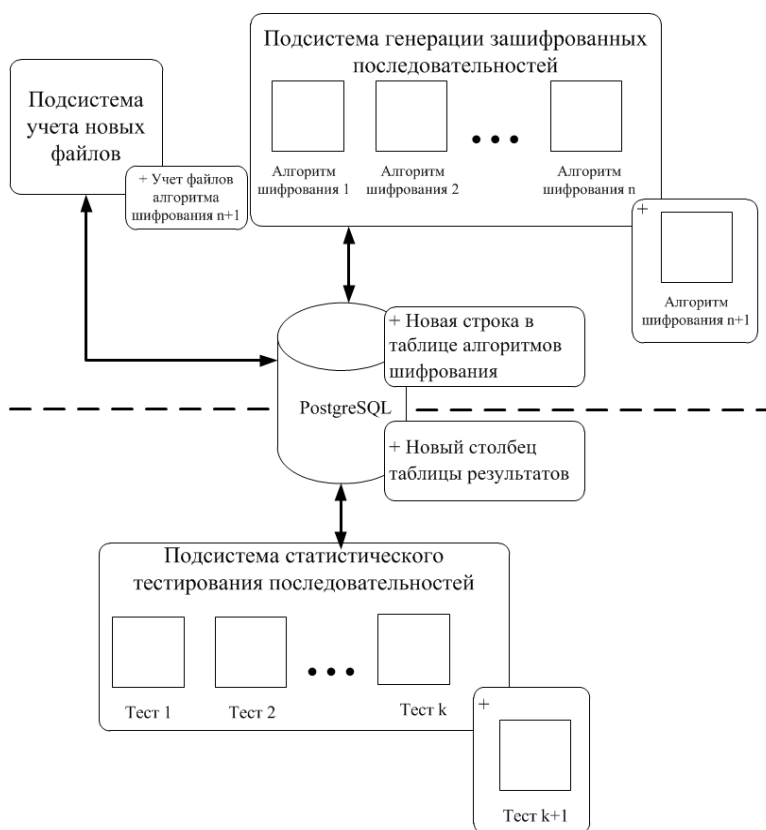 Подсистема генерации зашифрованных
последовательностей
Подсистема
учета новых
файлов
+ Учет файлов
алгоритма
шифрования n+1
Алгоритм
шифрования 1
Алгоритм
шифрования 2
Алгоритм
шифрования n
+
Алгоритм
шифрования n+1
+ Новая строка в
таблице алгоритмов
шифрования
PostgreSQL
+ Новый столбец
таблицы результатов
Подсистема статистического
тестирования последовательностей
Тест 1
Тест 2
Тест k
+
Тест k+1